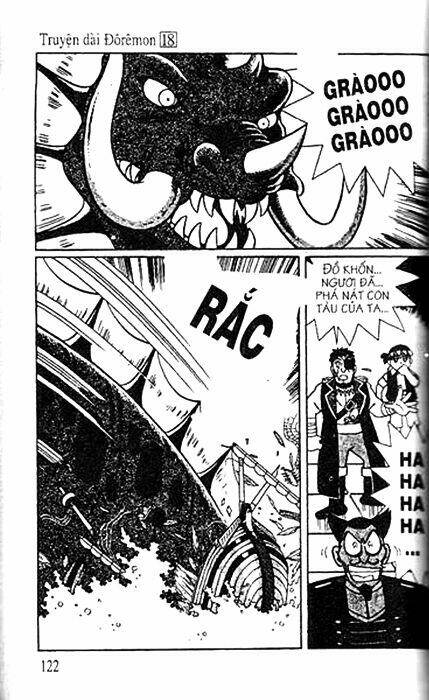 Truyện dài Đôrêmon 18
GRÀOOO
GRÀOOO
GRÀOOO
RẮC
ĐỒ KHỐN...
NGƯƠI ĐÃ...
PHÁ NÁT CON
TÀU CỦA TA...
HA
HA
HA
HA
...
122